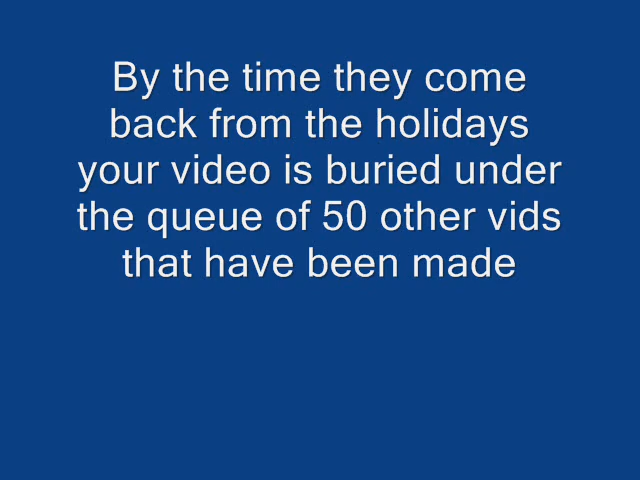 By the time they come
back from the holidays
your video is buried under
the queue of 50 other vids
that have been made